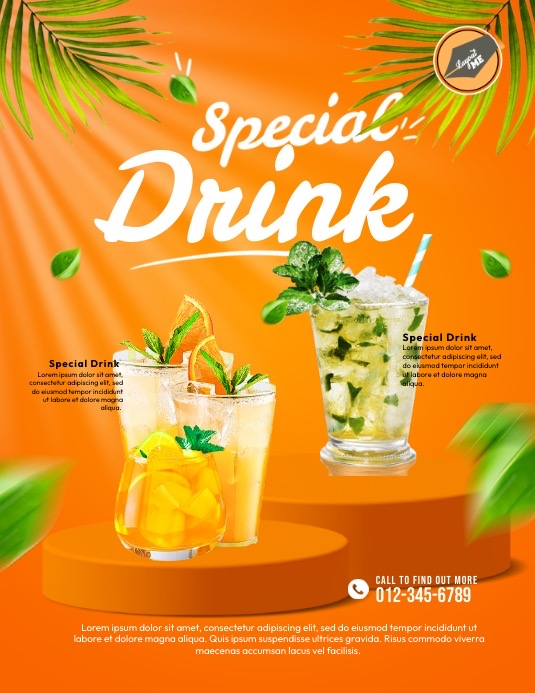 Layout
ME
Special
Drink
Special Drink
Lorem ipsum dolor sit amet,
consectetur adipiscing elit, sed
do eiusmod tempor incididunt
ut labore et dolore magna
aliqua.
Special Drink
Lorem ipsum dolor sit amet,
consectetur adipiscing elit, sed
do eiusmod tempor incididunt
ut labore et dolore magna
aliqua.
CALL TO FIND OUT MORE
012-345-6789
Lorem ipsum dolor sit amet, consectetur adipiscing elit, sed do eiusmod tempor incididunt ut
labore et dolore magna aliqua. Quis ipsum suspendisse ultrices gravida. Risus commodo viverra
maecenas accumsan lacus vel facilisis.